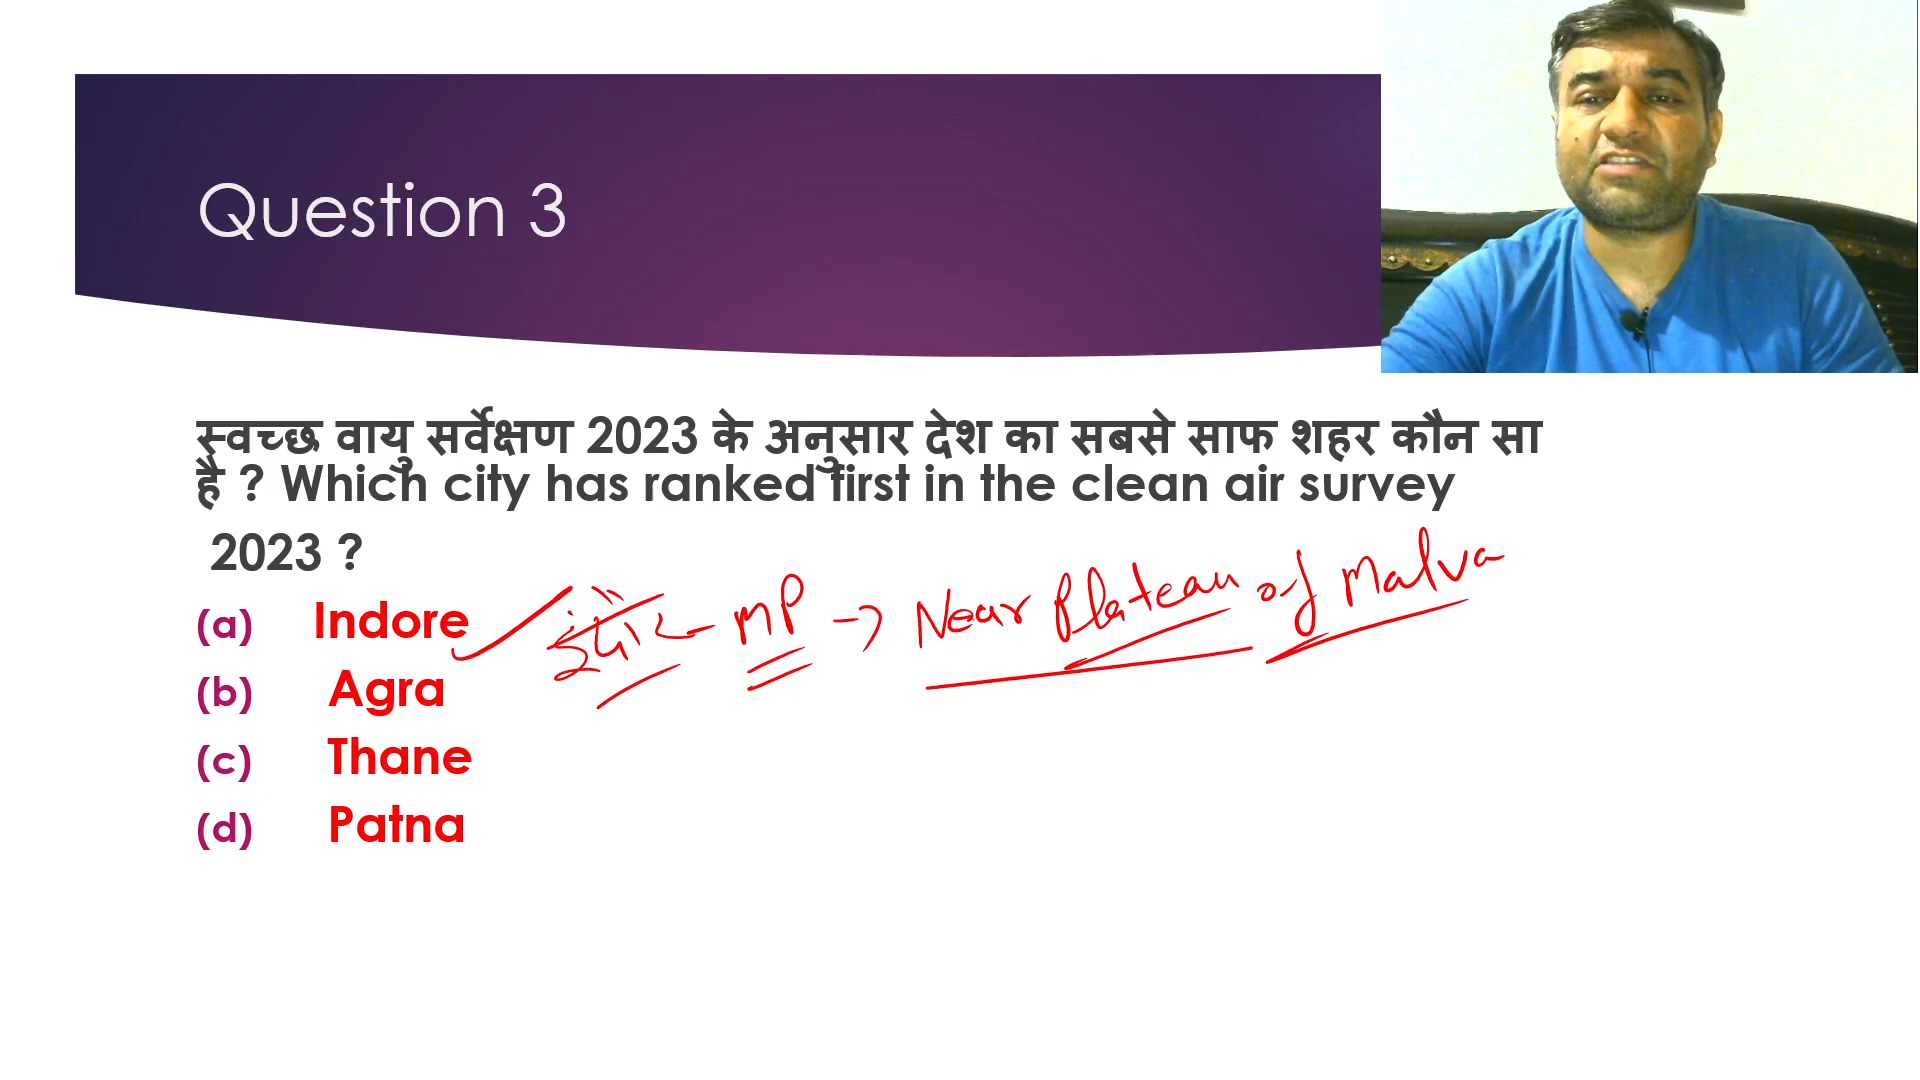 Question 3
स्वच्छ वायु सर्वेक्षण 2023 के अनुसार देश का सबसे साफ शहर कौन सा
है ? Which city has ranked first in the clean air survey
2023 ?
(a) Indore इंदौर - MP -> Near Plateau of Malva
(b) Agra
(c) Thane
(d) Patna